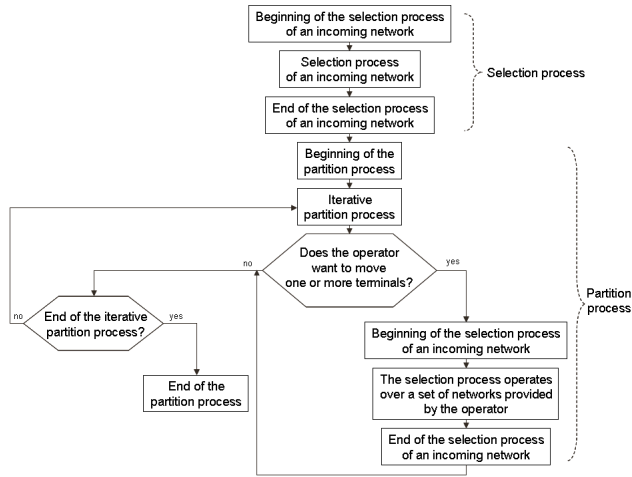 Beginning of the selection process
of an incoming network
Selection process
of an incoming network
Selection process
End of the selection process
of an incoming network
Beginning of the
partition process
Iterative
partition process
Does the operator
want to move
one or more terminals?
no
yes
Partition
process
no
End of the iterative
partition process?
yes
Beginning of the selection process
of an incoming network
End of the
partition process
The selection process operates
over a set of networks provided
by the operator
End of the selection process
of an incoming network